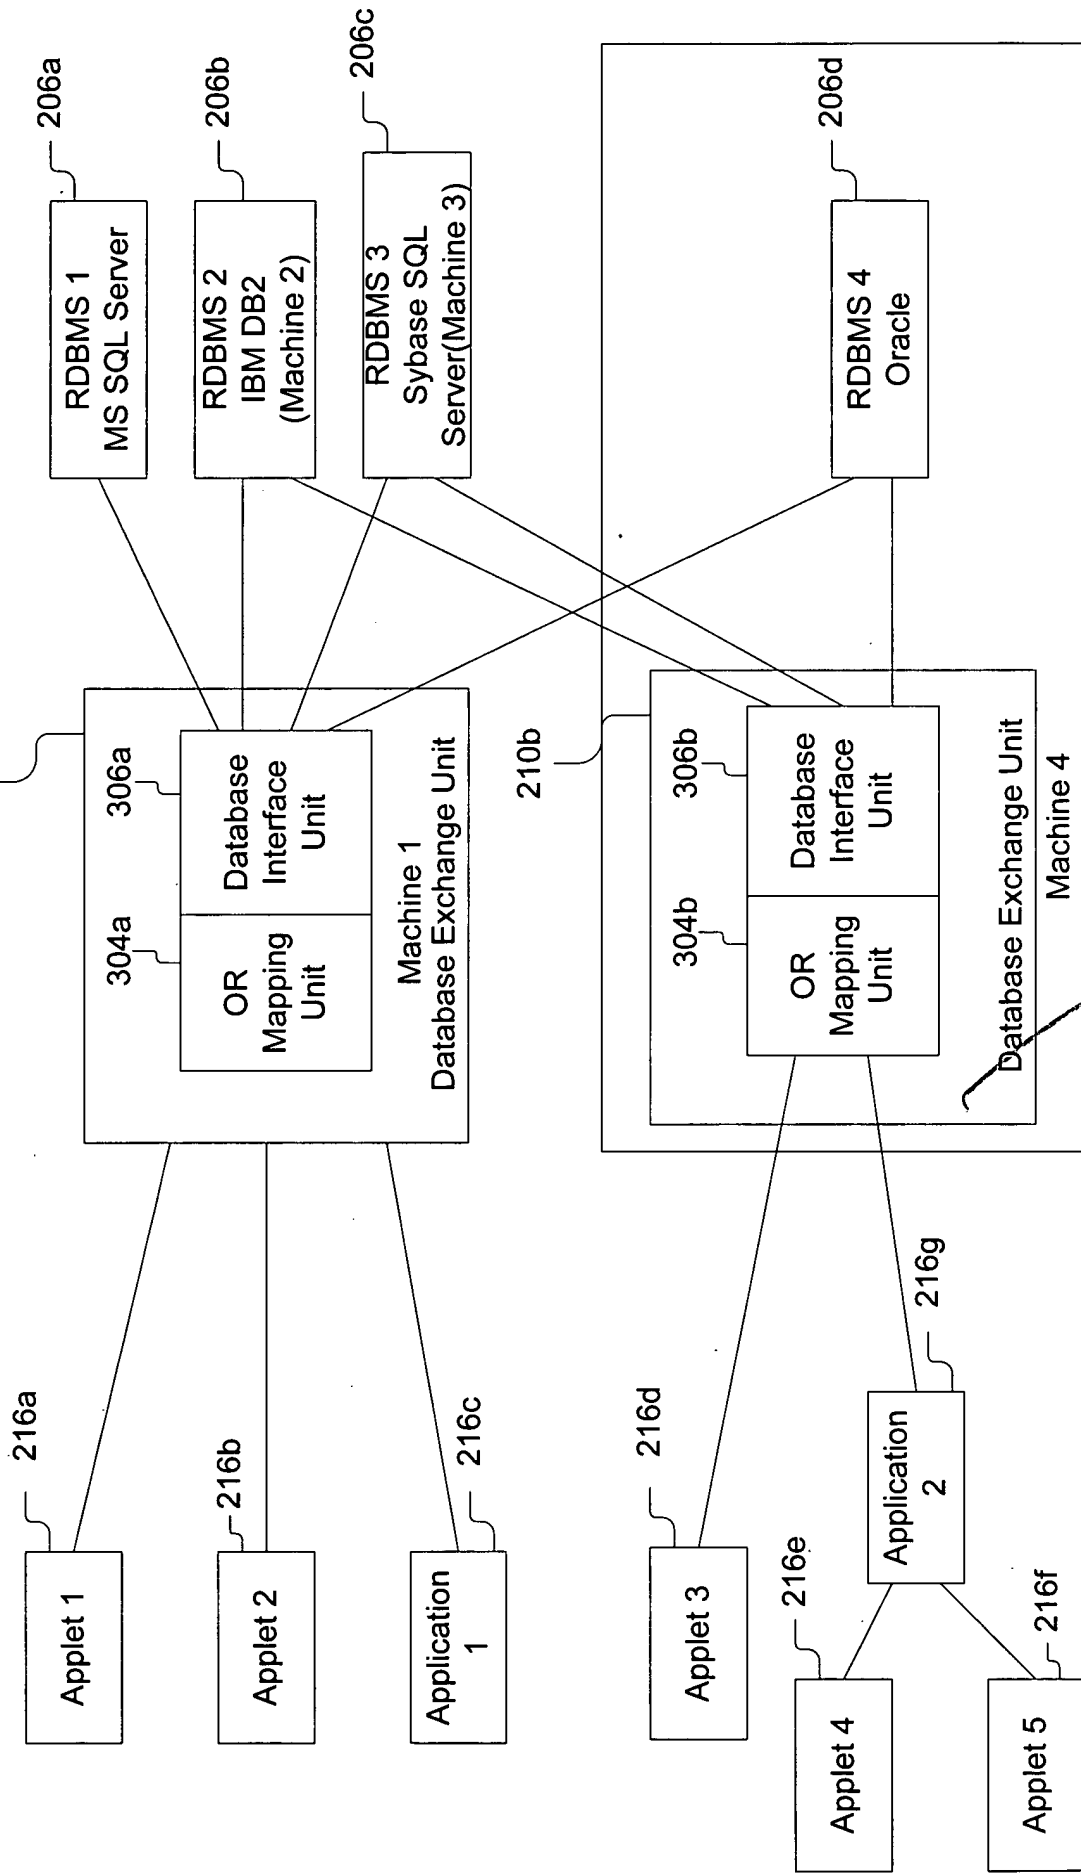 216a
Applet 1
216b
Applet 2
216c
Application
1
304a
306a
OR
Mapping
Unit
Database
Interface
Unit
Machine 1
Database Exchange Unit
206a
RDBMS 1
MS SQL Server
206b
RDBMS 2
IBM DB2
(Machine 2)
206c
RDBMS 3
Sybase SQL
Server(Machine 3)
216d
Applet 3
216e
Applet 4
216f
Applet 5
216g
Application
2
210b
304b
306b
OR
Mapping
Unit
Database
Interface
Unit
Database Exchange Unit
Machine 4
206d
RDBMS 4
Oracle